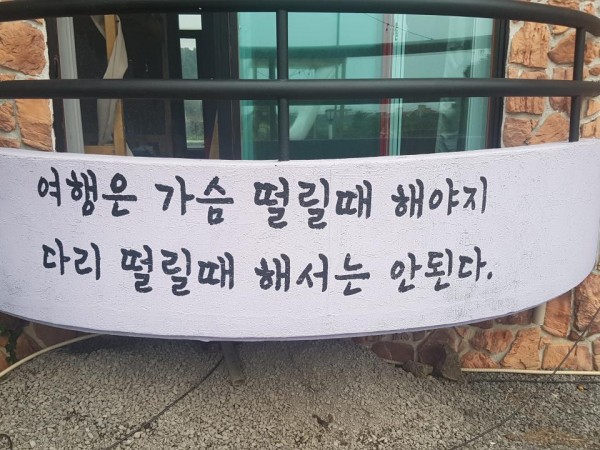 여행은 가슴 떨릴때 해야지
다리 떨릴때 해서는 안된다.